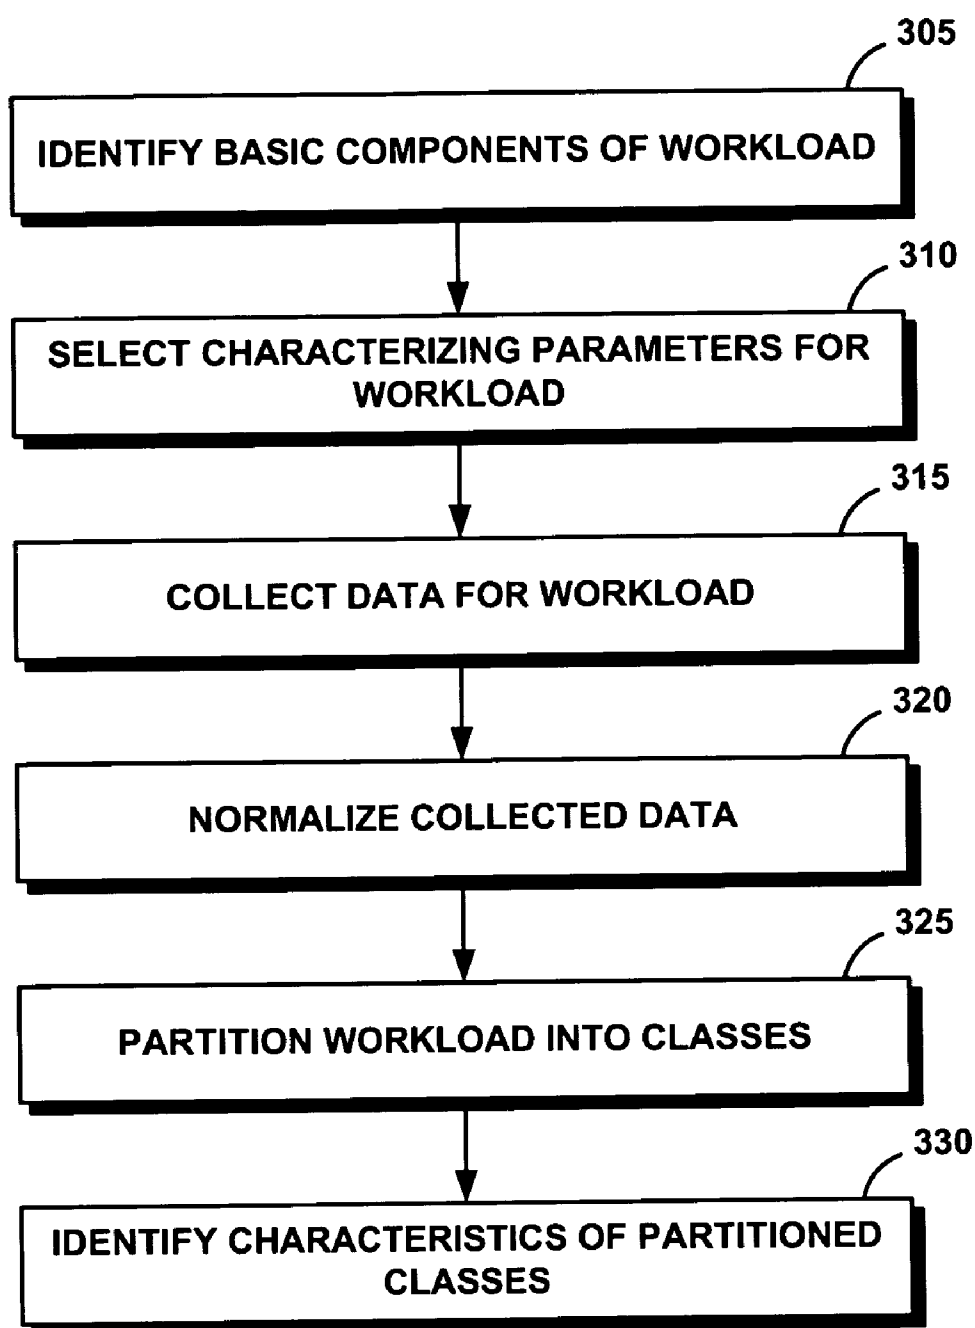 305
IDENTIFY BASIC COMPONENTS OF WORKLOAD
310
SELECT CHARACTERIZING PARAMETERS FOR
WORKLOAD
315
COLLECT DATA FOR WORKLOAD
320
NORMALIZE COLLECTED DATA
325
PARTITION WORKLOAD INTO CLASSES
330
IDENTIFY CHARACTERISTICS OF PARTITIONED
CLASSES